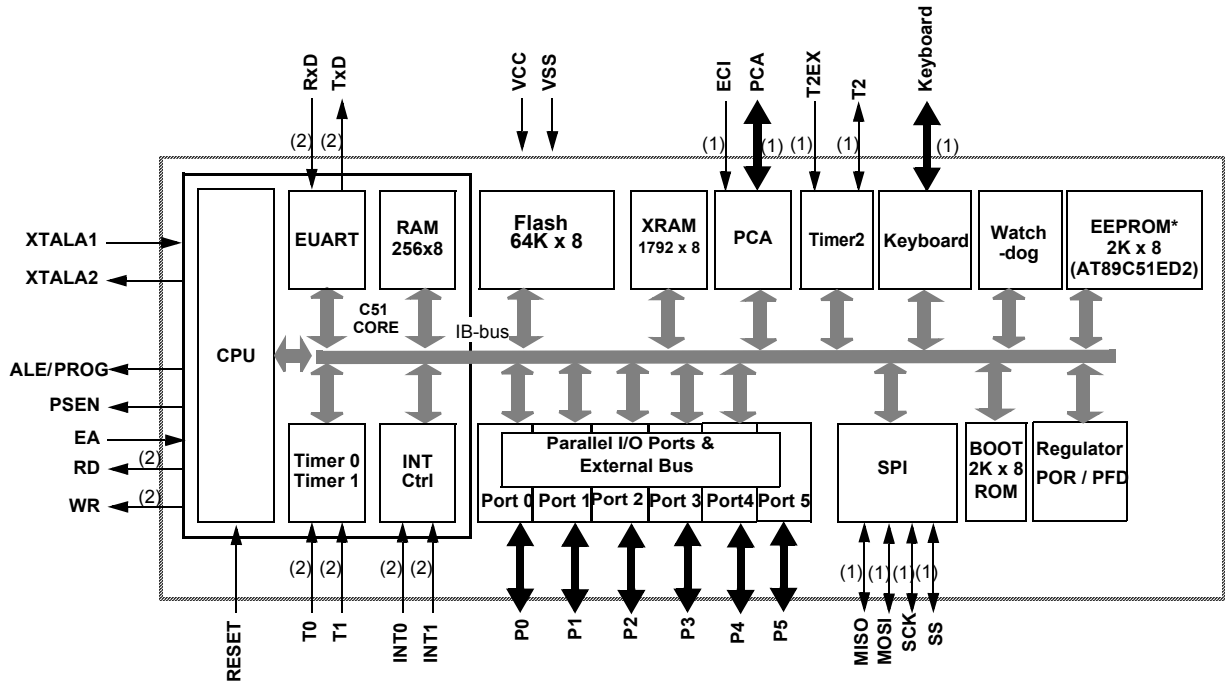 RxD
TxD
VCC
VSS
ECI
PCA
T2EX
T2
Keyboard
(2) (2) (1) (1) (1) (1) (1)
XTALA1
XTALA2
ALE/PROG
PSEN
EA
RD (2)
WR (2)
CPU
EUART
RAM
256x8
C51
CORE
IB-bus
Flash
64K x 8
XRAM
1792 x 8
PCA
Timer2
Keyboard
Watch
-dog
EEPROM*
2K x 8
(AT89C51ED2)
Timer 0
Timer 1
INT
Ctrl
Parallel I/O Ports &
External Bus
Port 0 Port 1 Port 2 Port 3 Port4 Port 5
SPI
BOOT
2K x 8
ROM
Regulator
POR / PFD
(2) (2) (2) (2) (1) (1) (1) (1)
RESET
T0
T1
INT0
INT1
P0
P1
P2
P3
P4
P5
MISO
MOSI
SCK
SS